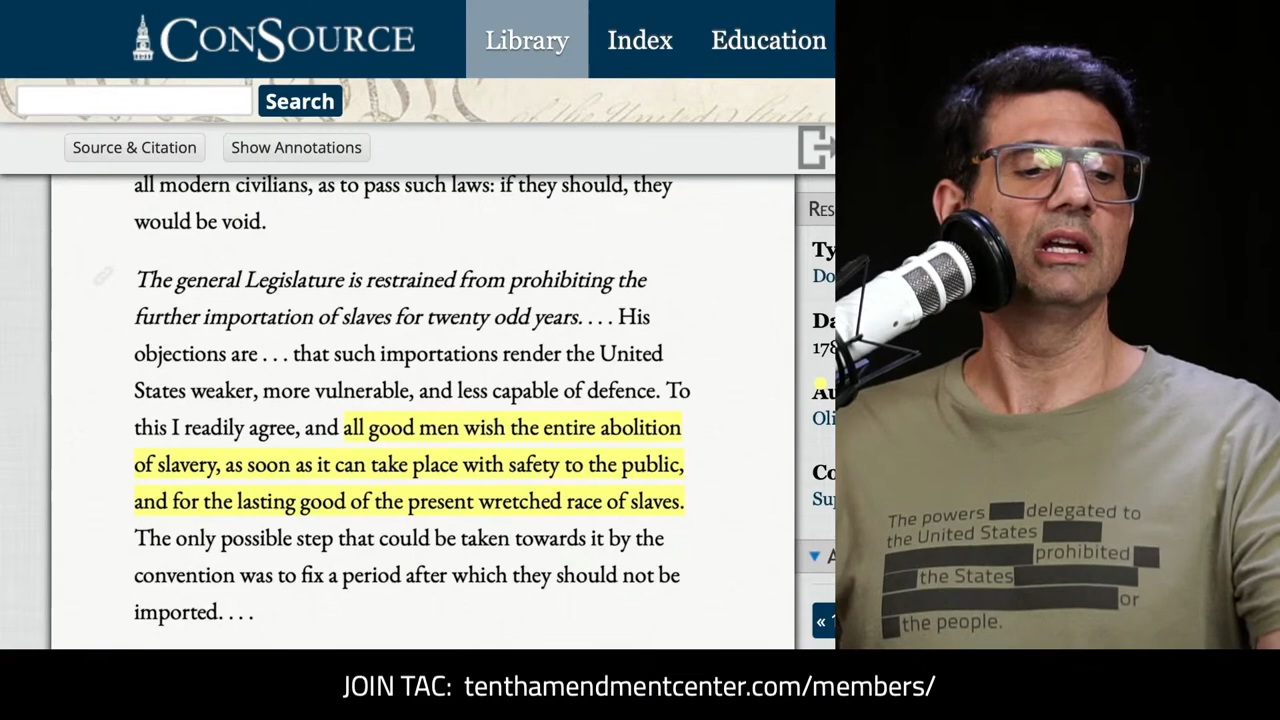 CONSOURCE
Library
Index
Education
Search
Source & Citation
Show Annotations
all modern civilians, as to pass such laws: if they should, they
would be void.
The general Legislature is restrained from prohibiting the
further importation of slaves for twenty odd years. . . . His
objections are . . . that such importations render the United
States weaker, more vulnerable, and less capable of defence. To
this I readily agree, and all good men wish the entire abolition
of slavery, as soon as it can take place with safety to the public,
and for the lasting good of the present wretched race of slaves.
The only possible step that could be taken towards it by the
convention was to fix a period after which they should not be
imported. . . .
The powers delegated to
the United States
prohibited
the States
or
the people.
JOIN TAC: tenthamendmentcenter.com/members/